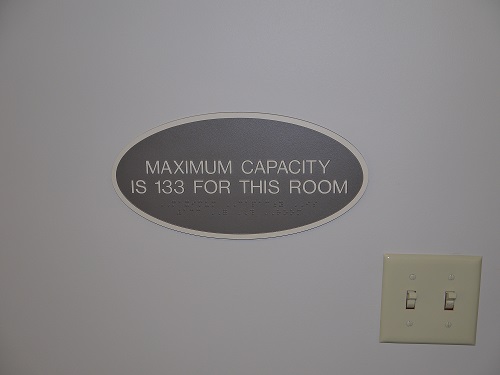 MAXIMUM CAPACITY
IS 133 FOR THIS ROOM